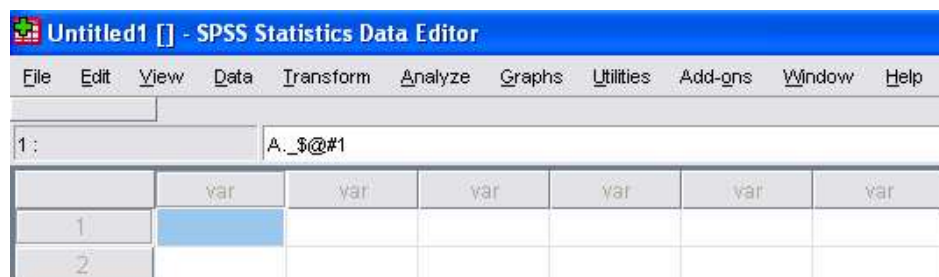 Untitled1 [] - SPSS Statistics Data Editor
File Edit View Data Transform Analyze Graphs Utilities Add-ons Window Help
1 : A._$@#1
var var var var var var
1
2